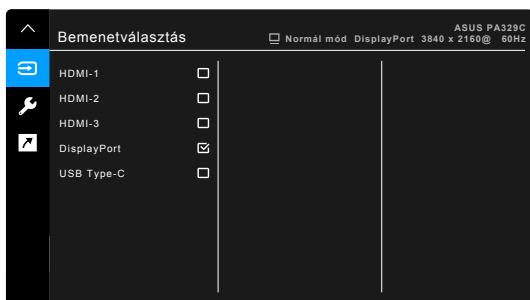 ASUS PA329C
Bemenetválasztás
Normál mód DisplayPort 3840 x 2160@ 60Hz
HDMI-1
HDMI-2
HDMI-3
DisplayPort
USB Type-C